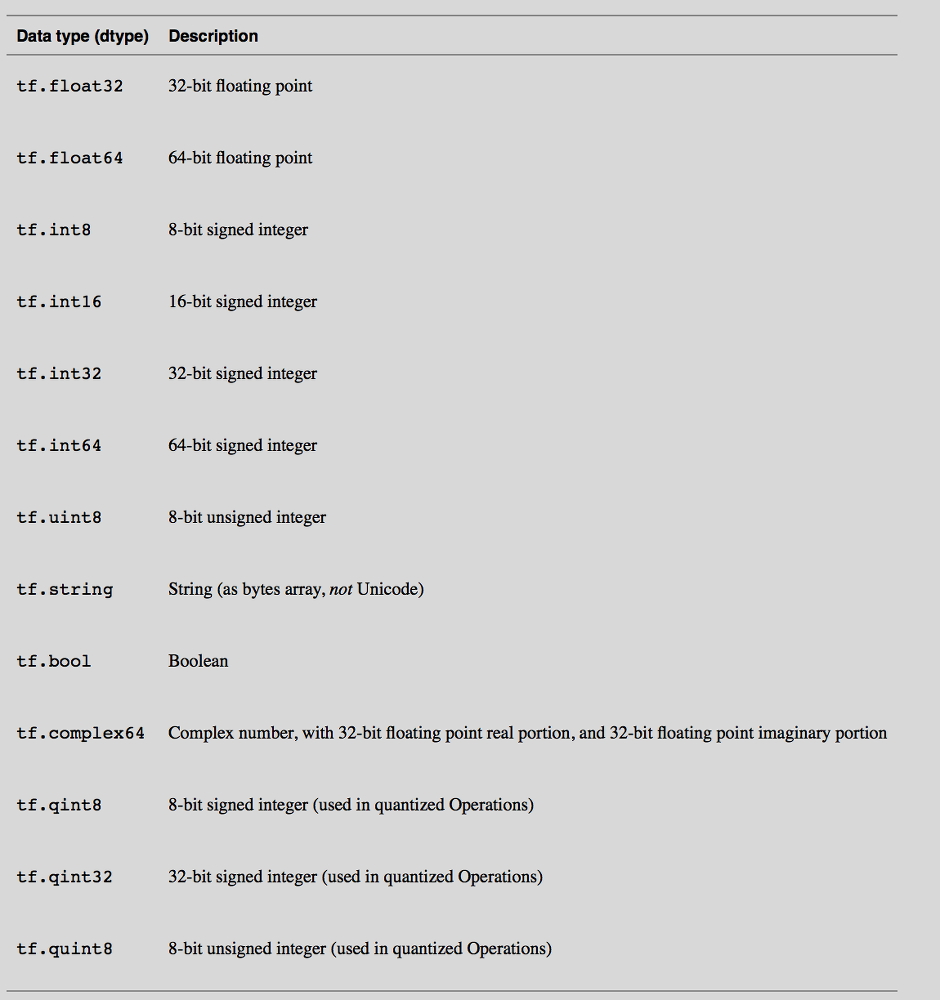 Data type (dtype) Description
tf.float32 32-bit floating point
tf.float64 64-bit floating point
tf.int8 8-bit signed integer
tf.int16 16-bit signed integer
tf.int32 32-bit signed integer
tf.int64 64-bit signed integer
tf.uint8 8-bit unsigned integer
tf.string String (as bytes array, not Unicode)
tf.bool Boolean
tf.complex64 Complex number, with 32-bit floating point real portion, and 32-bit floating point imaginary portion
tf.qint8 8-bit signed integer (used in quantized Operations)
tf.qint32 32-bit signed integer (used in quantized Operations)
tf.quint8 8-bit unsigned integer (used in quantized Operations)